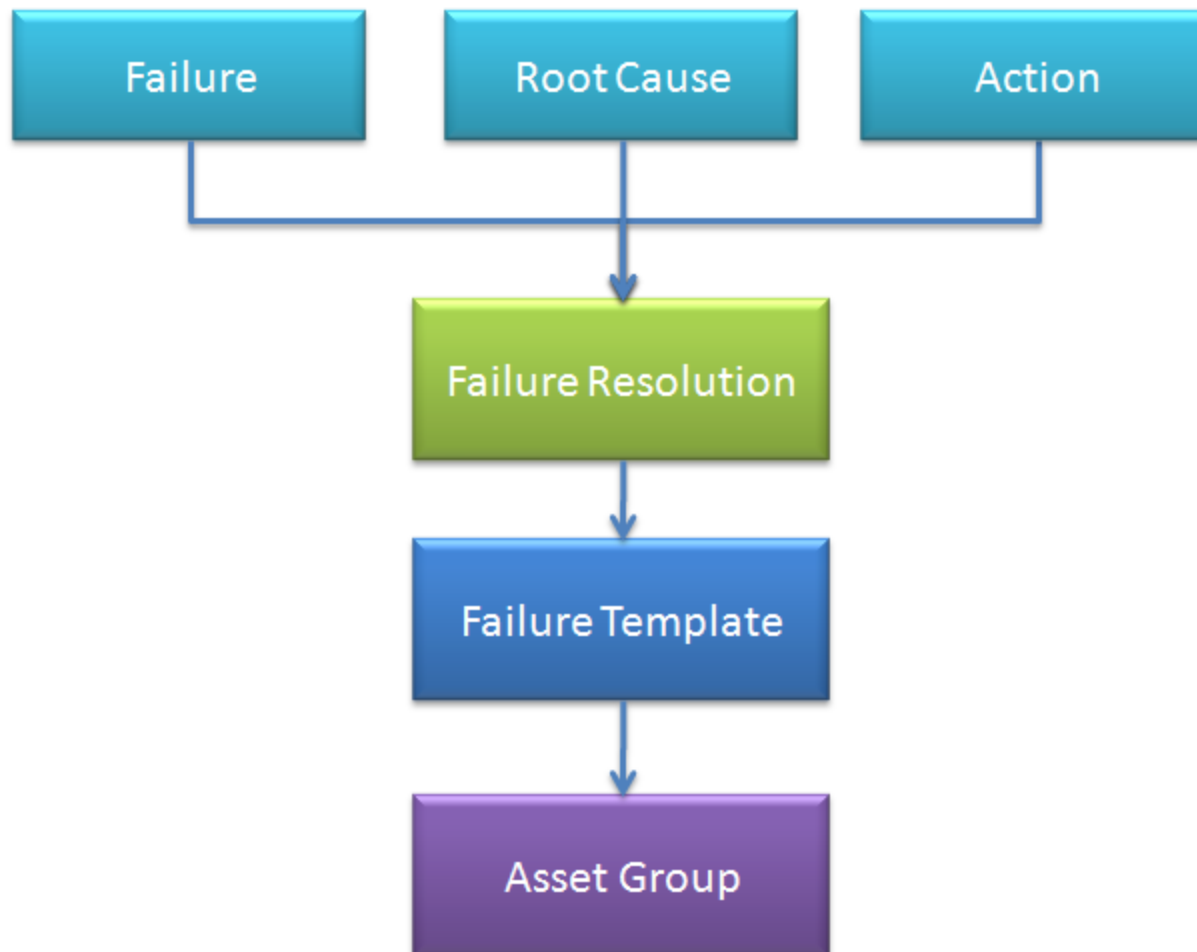 Failure
Root Cause
Action
Failure Resolution
Failure Template
Asset Group